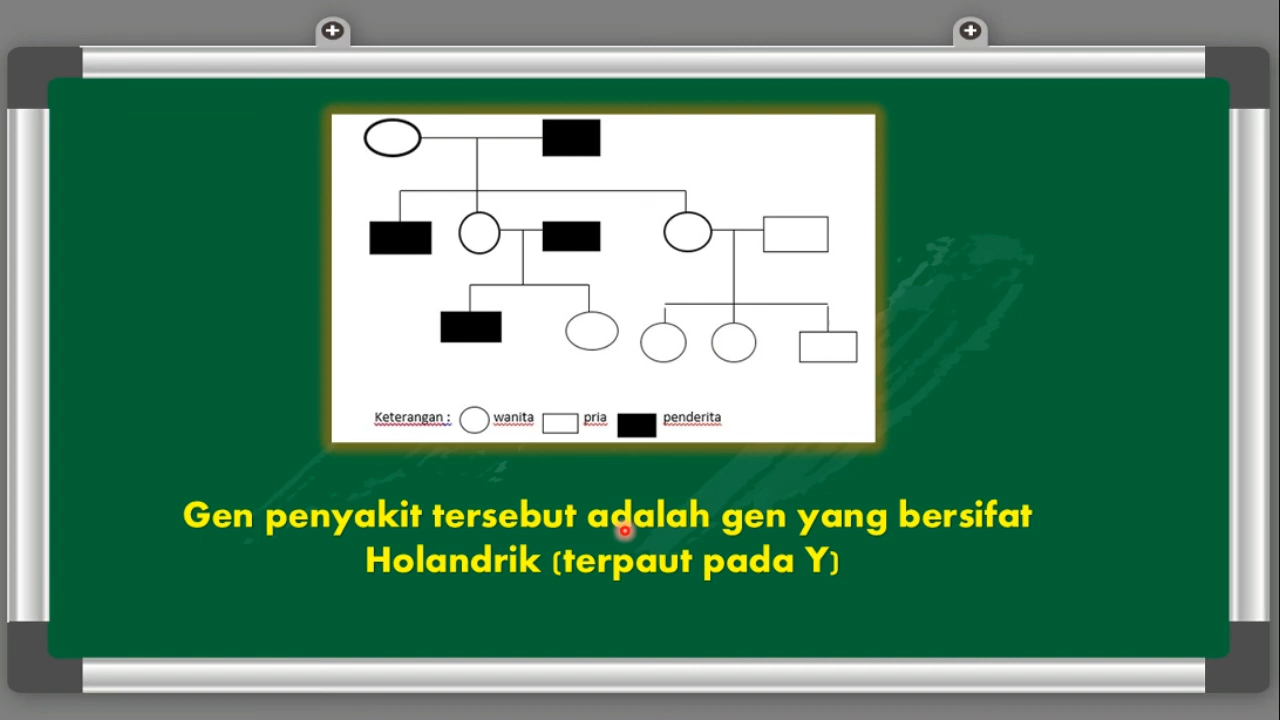 Keterangan : wanita pria penderita
Gen penyakit tersebut adalah gen yang bersifat
Holandrik (terpaut pada Y)